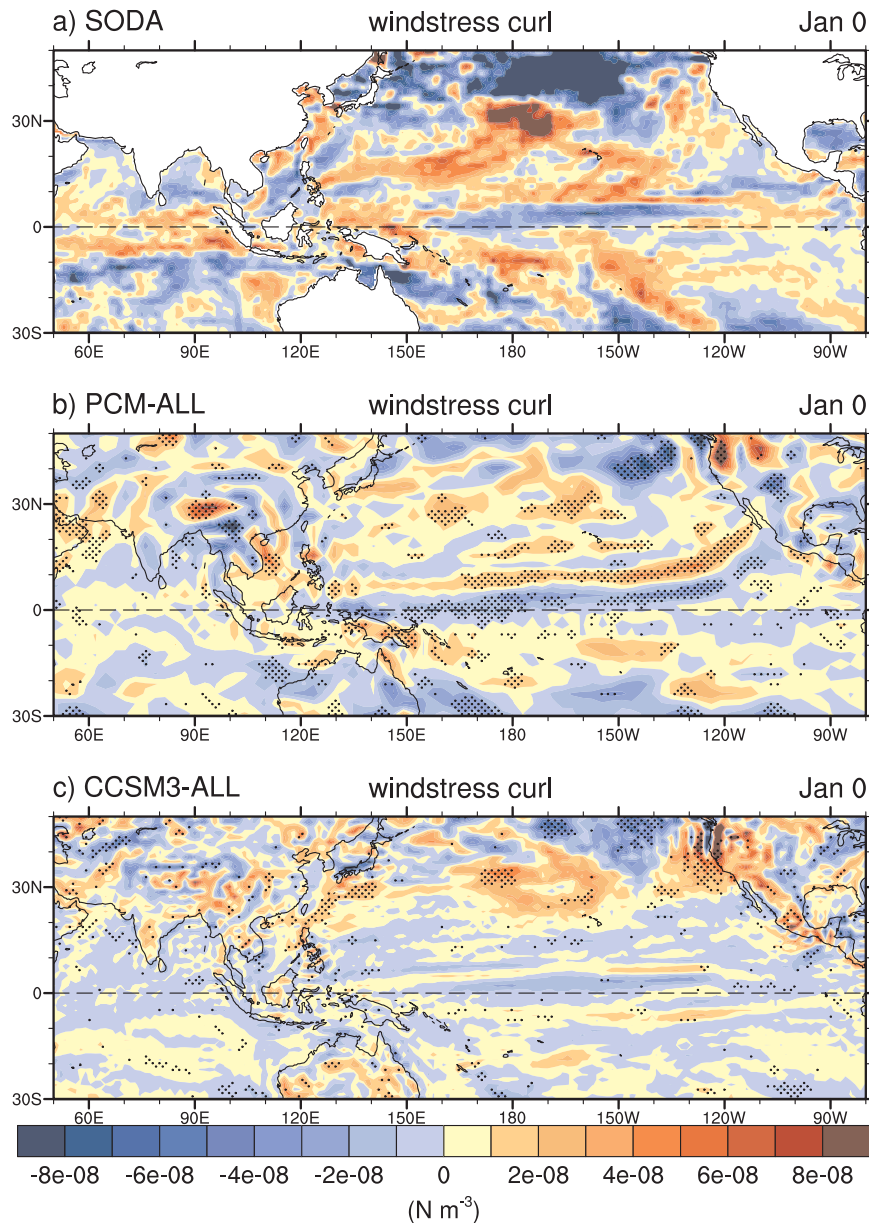 a) SODA windstress curl Jan 0
30N
0
30S
60E 90E 120E 150E 180 150W 120W 90W
b) PCM-ALL windstress curl Jan 0
30N
0
30S
60E 90E 120E 150E 180 150W 120W 90W
c) CCSM3-ALL windstress curl Jan 0
30N
0
30S
60E 90E 120E 150E 180 150W 120W 90W
-8e-08 -6e-08 -4e-08 -2e-08 0 2e-08 4e-08 6e-08 8e-08
(N m⁻³)